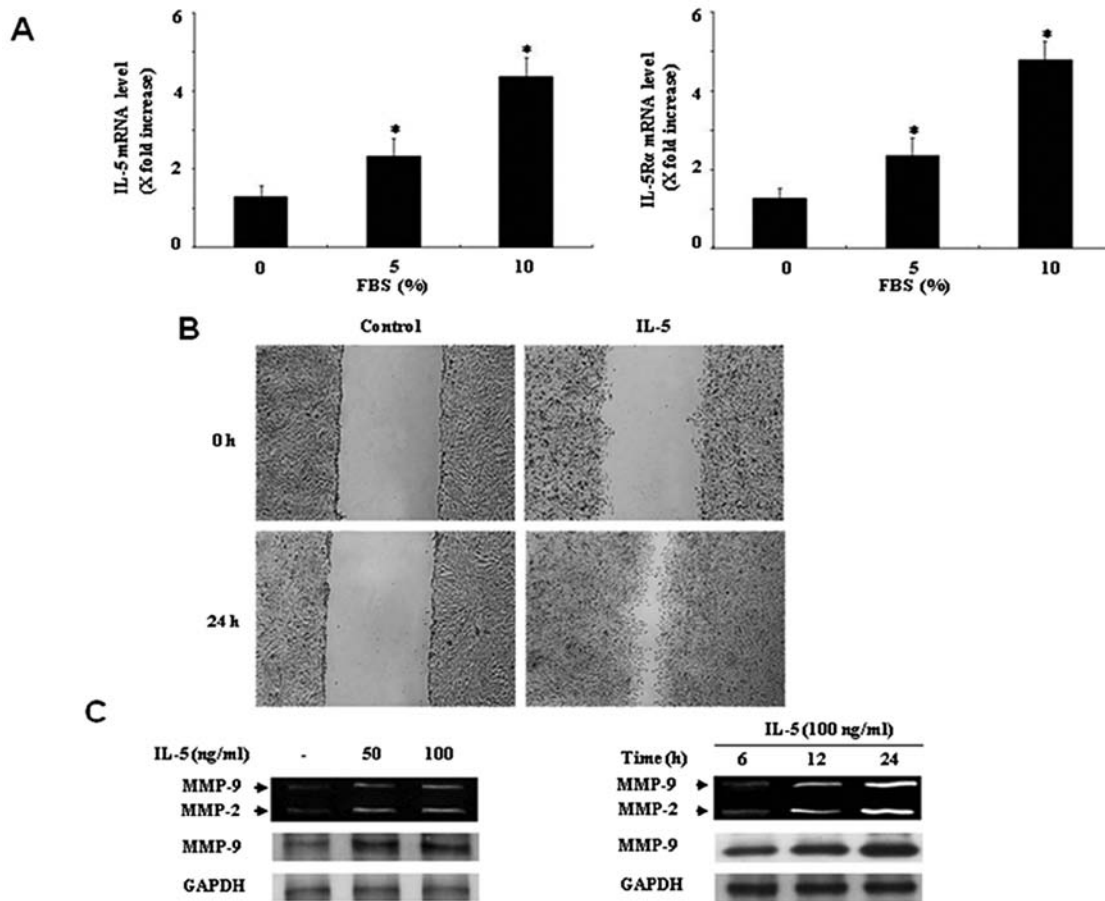 A
IL-5 mRNA level
(X fold increase)
6
4
2
0
*
*
0 5 10
FBS (%)
IL-5Rα mRNA level
(X fold increase)
6
4
2
0
*
*
0 5 10
FBS (%)
B
Control IL-5
0 h
24 h
C
IL-5 (ng/ml) - 50 100
MMP-9
MMP-2
MMP-9
GAPDH
IL-5 (100 ng/ml)
Time (h) 6 12 24
MMP-9
MMP-2
MMP-9
GAPDH